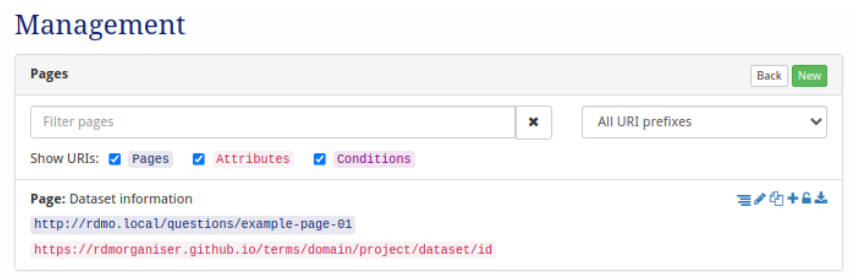 Management
Pages
Back New
Filter pages
All URI prefixes
Show URIs: Pages Attributes Conditions
Page: Dataset information
http://rdmo.local/questions/example-page-01
https://rdmorganiser.github.io/terms/domain/project/dataset/id